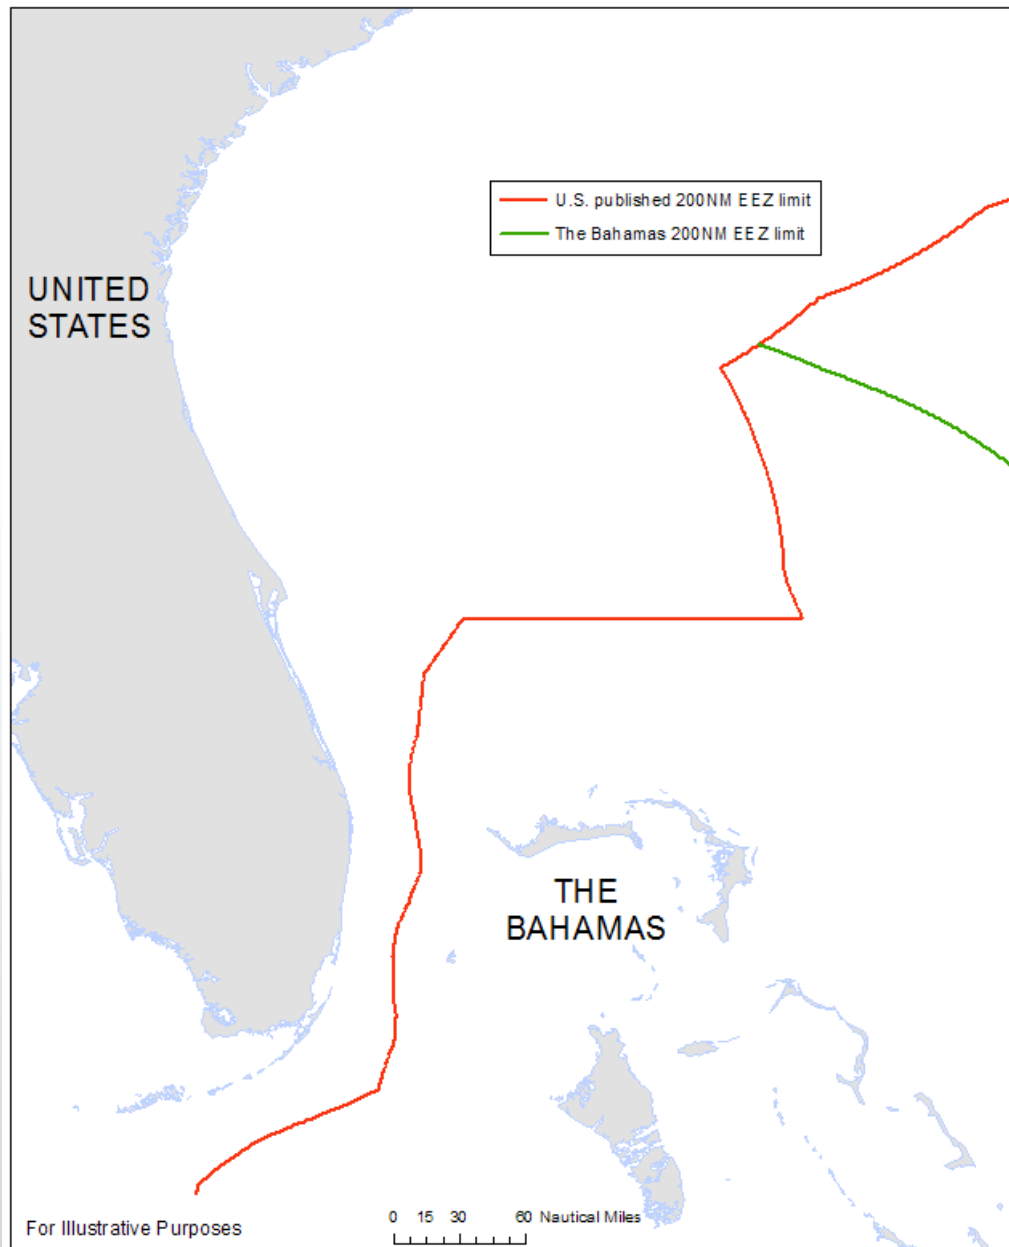 U.S. published 200NM EEZ limit
The Bahamas 200NM EEZ limit
UNITED
STATES
THE
BAHAMAS
0 15 30 60 Nautical Miles
For Illustrative Purposes